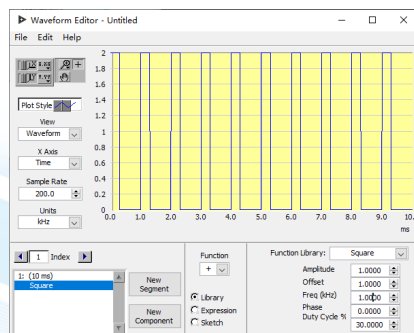 Waveform Editor - Untitled
File Edit Help
Plot Style
View
Waveform
X Axis
Time
Sample Rate
200.0
Units
kHz
2
1.8
1.6
1.4
1.2
1
0.8
0.6
0.4
0.2
0
0.0 1.0 2.0 3.0 4.0 5.0 6.0 7.0 8.0 9.0 10.
ms
1 Index
1: (10 ms)
Square
New Segment
New Component
Function
+
Library
Expression
Sketch
Function Library: Square
Amplitude 1.0000
Offset 1.0000
Freq (kHz) 1.0000
Phase 0.0000
Duty Cycle % 30.0000